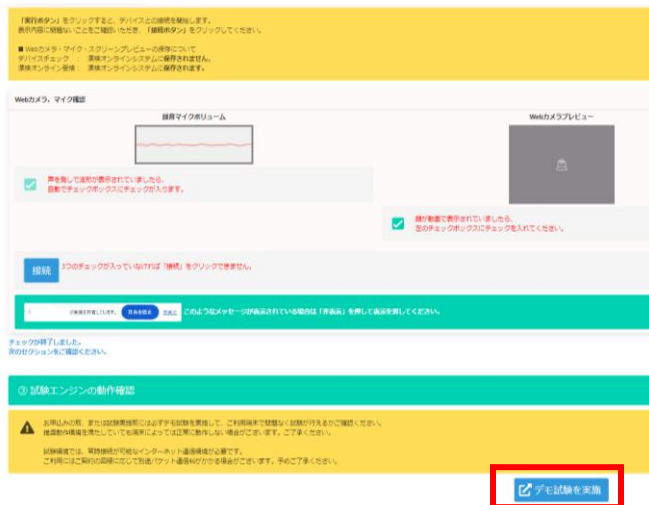 「実行ボタン」をクリックすると、デバイスとの接続を開始します。
表示内容に問題ないことをご確認いただき、「接続ボタン」をクリックしてください。
■ Webカメラ・マイク・スクリーンプレビューの保存について
デバイスチェック : 漢検オンラインシステムに保存されません。
漢検オンライン受検 : 漢検オンラインシステムに保存されます。
Webカメラ、マイク確認
録音マイクボリューム
Webカメラプレビュー
声を発して波形が表示されていましたら、
自動でチェックボックスにチェックが入ります。
顔が動画で表示されていましたら、
左のチェックボックスにチェックを入れてください。
接続
3つのチェックが入っていなければ「接続」をクリックできません。
が画面を共有しています。
共有を停止
非表示
このようなメッセージが表示されている場合は「非表示」を押して表示を消してください。
チェックが終了しました。
次のセクションをご確認ください。
③ 試験エンジンの動作確認
お申込みの前、または試験実施前には必ずデモ試験を実施して、ご利用端末で問題なく試験が行えるかご確認ください。
推奨動作環境を満たしていても端末によっては正常に動作しない場合がございます。ご了承ください。
試験環境では、常時接続が可能なインターネット通信環境が必要です。
ご利用にはご契約の回線に応じて別途パケット通信料がかかる場合がございます。予めご了承ください。
デモ試験を実施